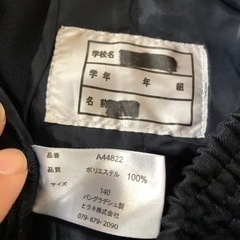 学校名
学年 年 組
名前
品番 A44822
品質 ポリエステル 100%
サイズ 140
バングラデシュ製
ヒラキ株式会社
079-679-2090